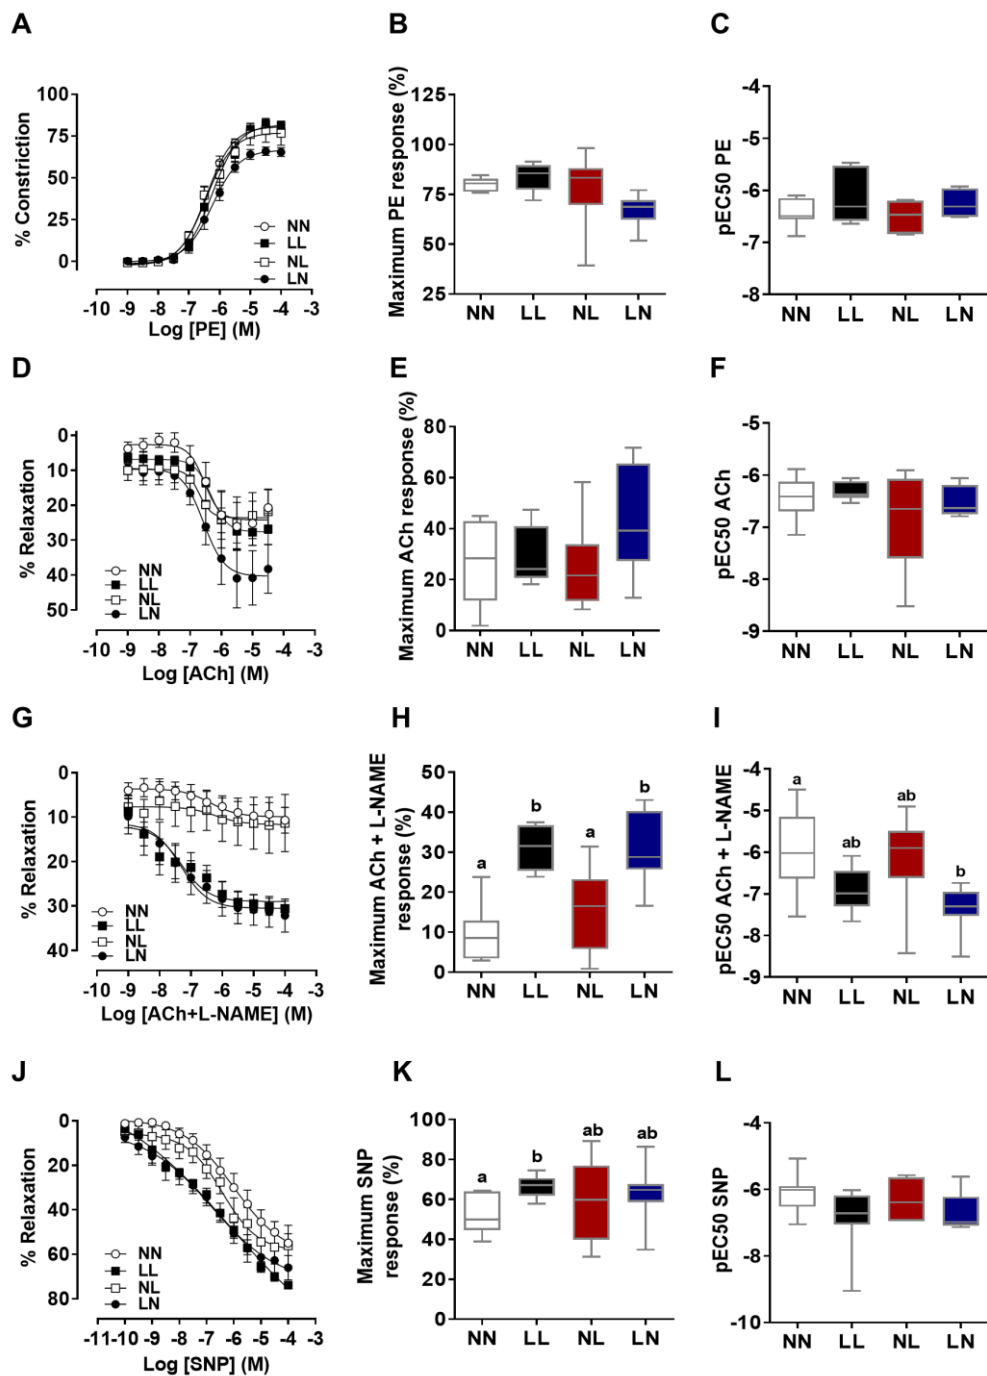 A
% Constriction
100
75
50
25
0
NN
LL
NL
LN
-10 -9 -8 -7 -6 -5 -4 -3
Log [PE] (M)
B
Maximum PE response (%)
125
100
75
50
25
NN LL NL LN
C
pEC50 PE
-4
-5
-6
-7
-8
NN LL NL LN
D
% Relaxation
0
10
20
30
40
50
NN
LL
NL
LN
-10 -9 -8 -7 -6 -5 -4 -3
Log [ACh] (M)
E
Maximum ACh response (%)
80
60
40
20
0
NN LL NL LN
F
pEC50 ACh
-5
-6
-7
-8
-9
NN LL NL LN
G
% Relaxation
0
10
20
30
40
NN
LL
NL
LN
-10 -9 -8 -7 -6 -5 -4 -3
Log [ACh+L-NAME] (M)
H
Maximum ACh + L-NAME
response (%)
50
40
30
20
10
0
a b a b
NN LL NL LN
I
pEC50 ACh + L-NAME
-4
-5
-6
-7
-8
-9
a ab ab b
NN LL NL LN
J
% Relaxation
0
20
40
60
80
NN
LL
NL
LN
-11 -10 -9 -8 -7 -6 -5 -4 -3
Log [SNP] (M)
K
Maximum SNP
response (%)
100
80
60
40
20
0
a b ab ab
NN LL NL LN
L
pEC50 SNP
-4
-6
-8
-10
NN LL NL LN